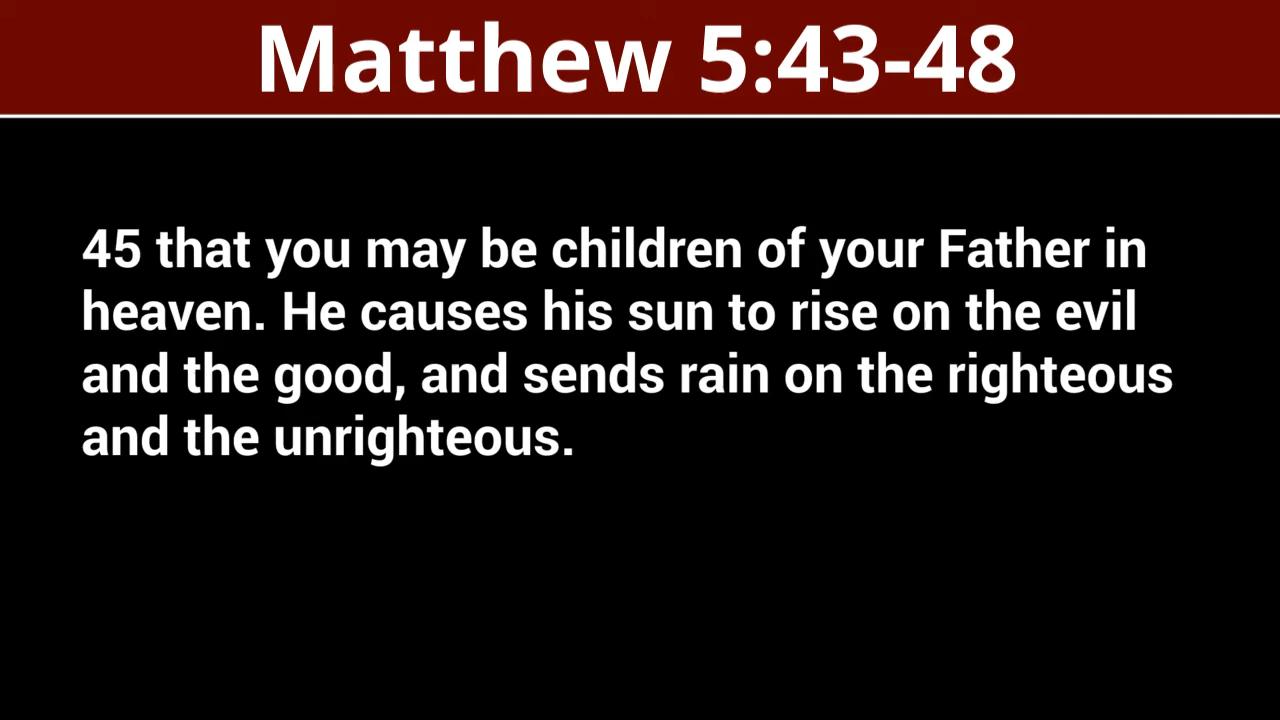 Matthew 5:43-48
45 that you may be children of your Father in
heaven. He causes his sun to rise on the evil
and the good, and sends rain on the righteous
and the unrighteous.